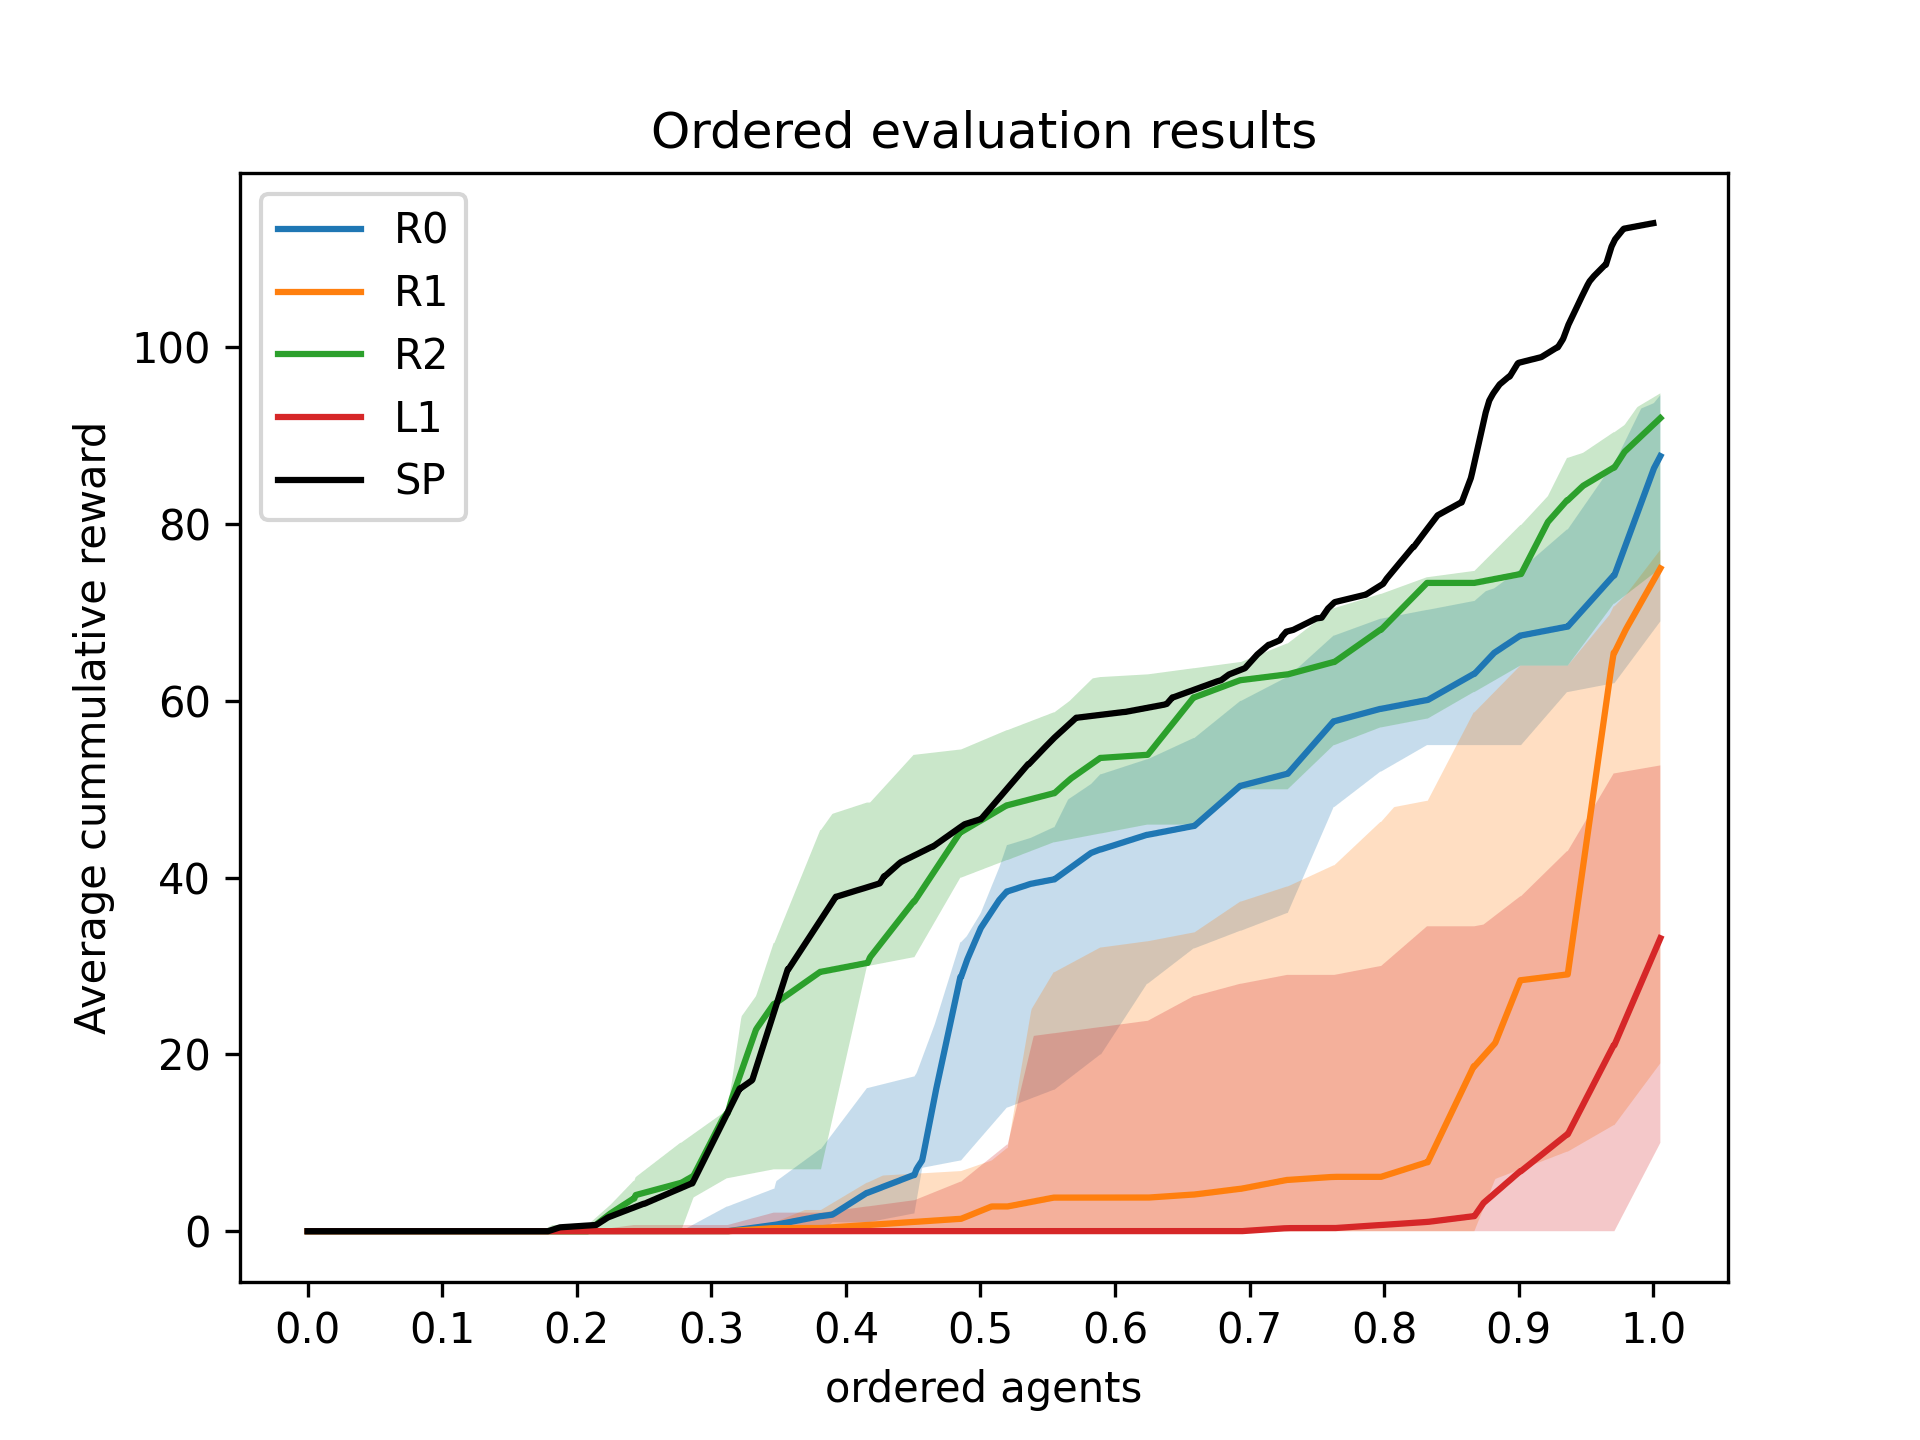 Ordered evaluation results
R0
R1
R2
L1
SP
Average cummulative reward
100
80
60
40
20
0
0.0 0.1 0.2 0.3 0.4 0.5 0.6 0.7 0.8 0.9 1.0
ordered agents